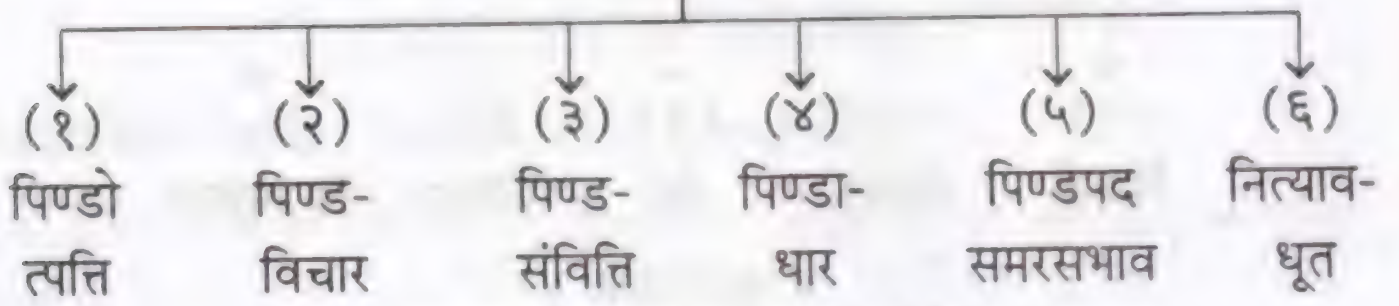 (१) (२) (३) (४) (५) (६)
पिण्डो पिण्ड- पिण्ड- पिण्डा- पिण्डपद नित्याव-
त्पत्ति विचार संवित्ति धार समरसभाव धूत